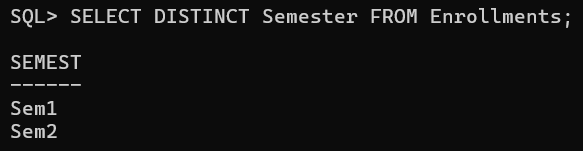 SQL> SELECT DISTINCT Semester FROM Enrollments;
SEMEST
------
Sem1
Sem2